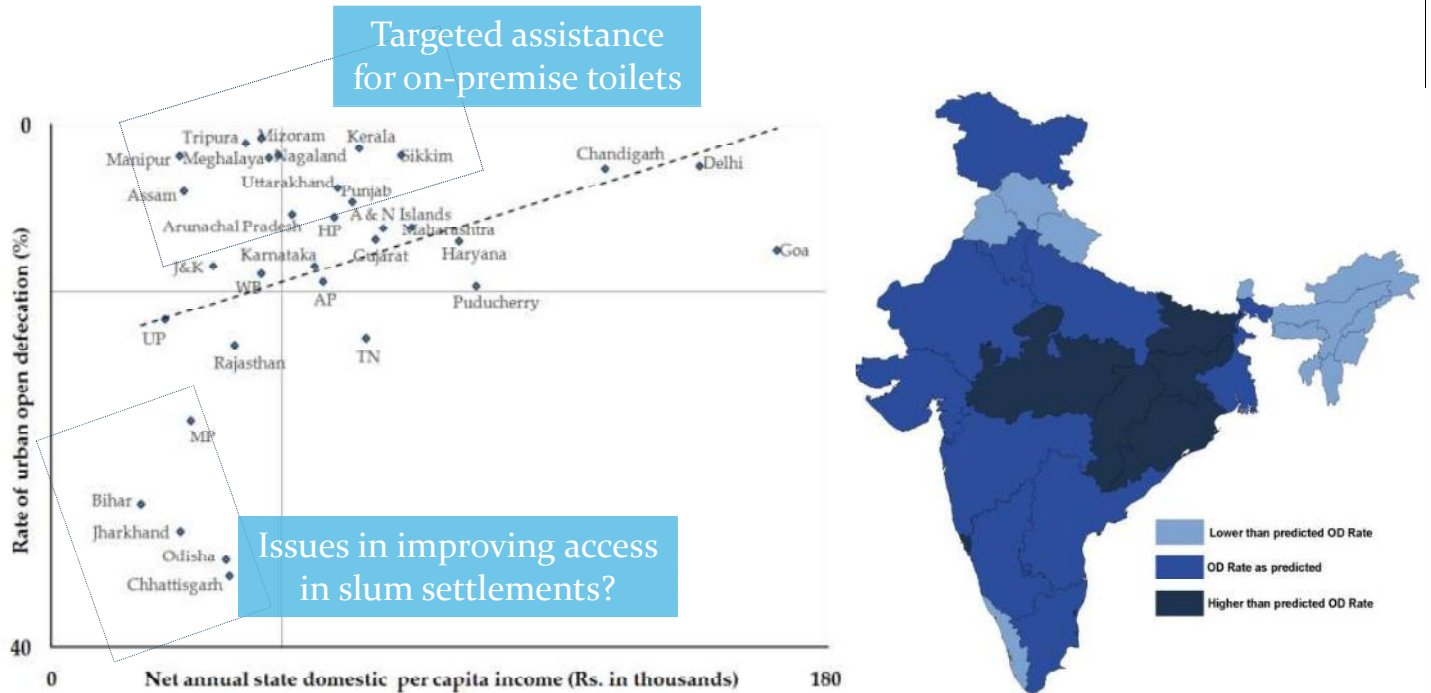 Targeted assistance
for on-premise toilets
Rate of urban open defecation (%)
0
Tripura
Mizoram
Kerala
Manipur
Meghalaya
Nagaland
Sikkim
Chandigarh
Delhi
Assam
Uttarakhand
Punjab
Arunachal Pradesh
HP
A & N Islands
Maharashtra
J&K
Karnataka
Gujarat
Haryana
Goa
WB
AP
Puducherry
UP
Rajasthan
TN
MP
Bihar
Jharkhand
Odisha
Chhattisgarh
Issues in improving access
in slum settlements?
40
0
Net annual state domestic per capita income (Rs. in thousands)
180
Lower than predicted OD Rate
OD Rate as predicted
Higher than predicted OD Rate